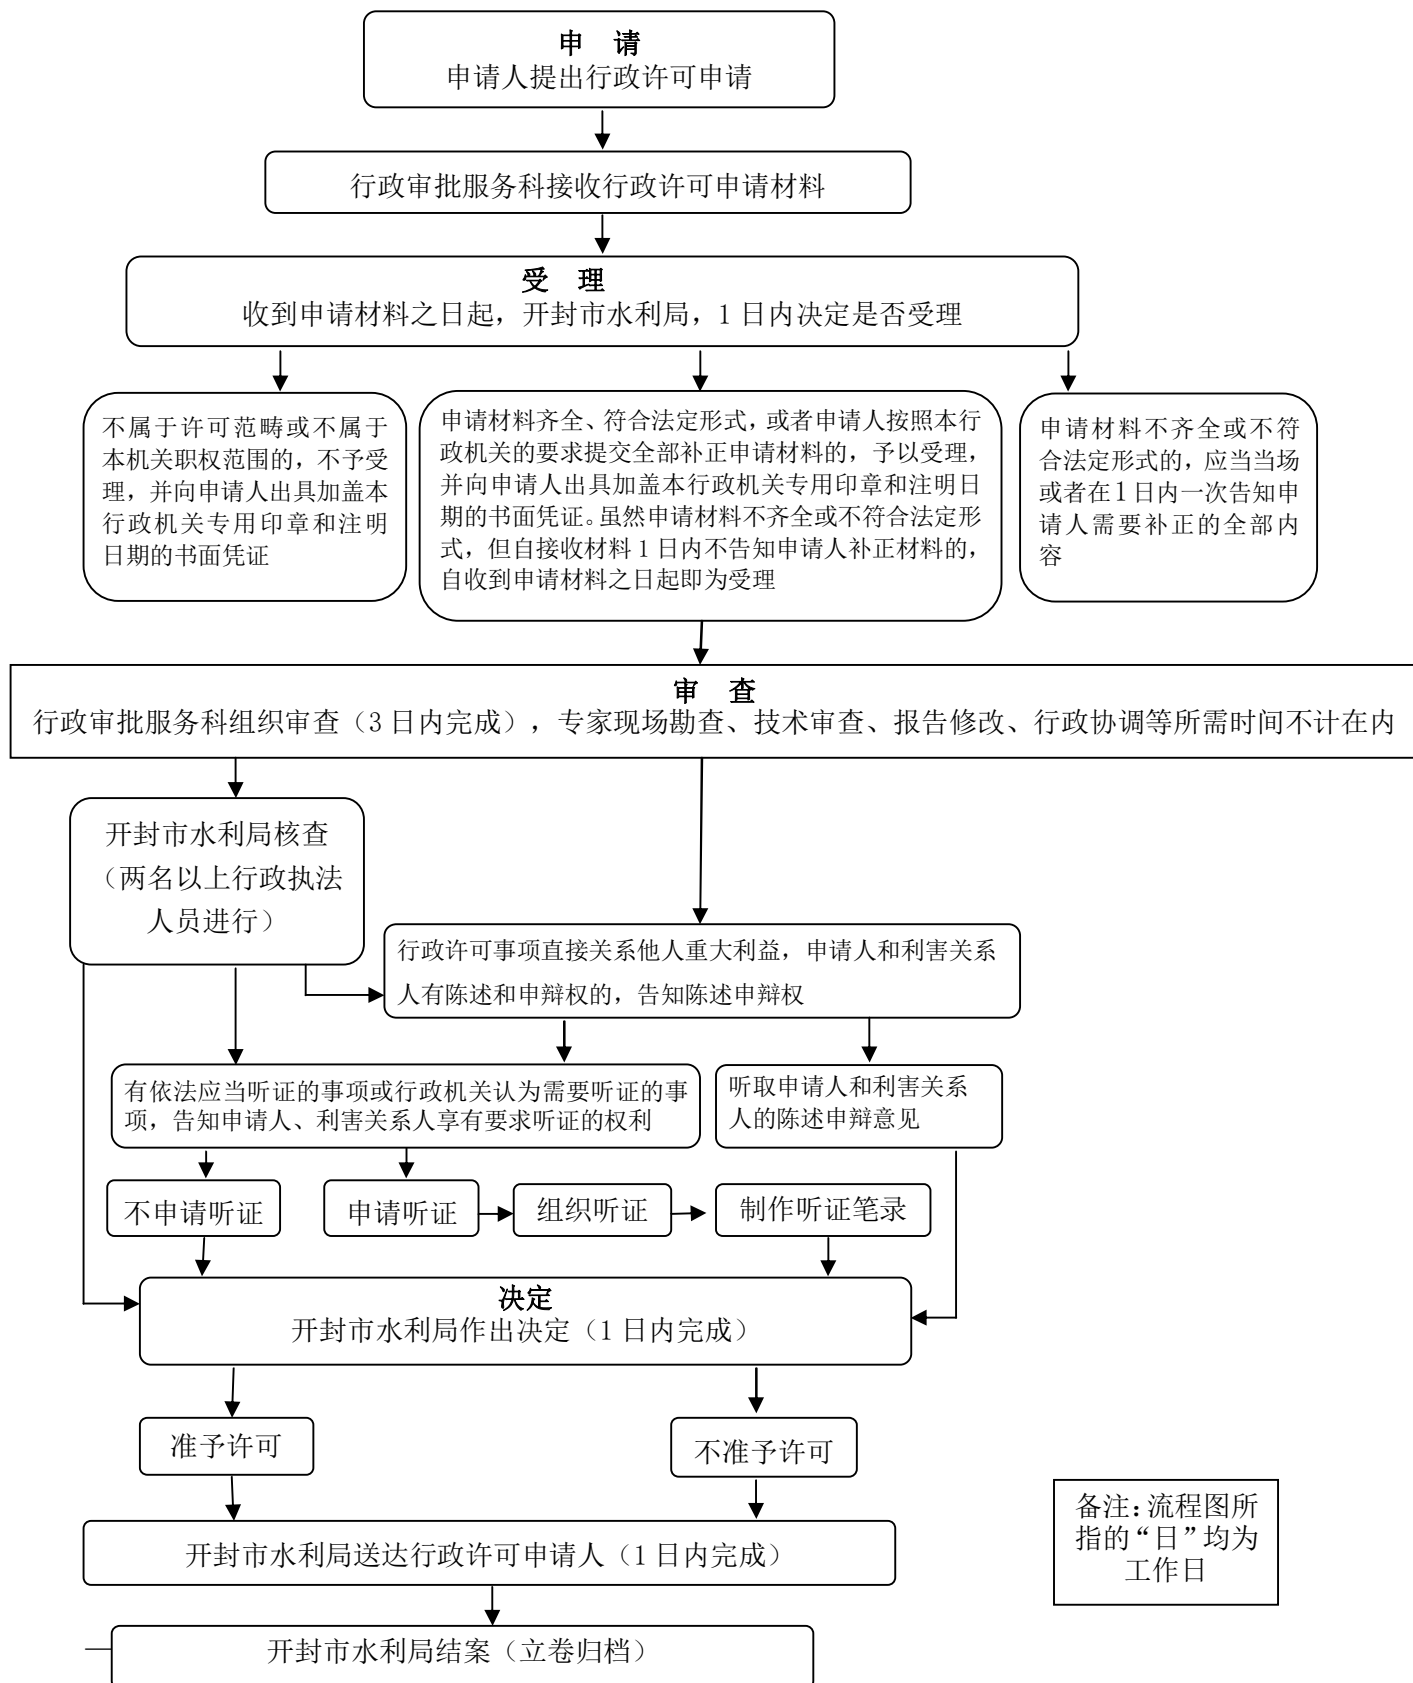 申 请
申请人提出行政许可申请
行政审批服务科接收行政许可申请材料
受 理
收到申请材料之日起，开封市水利局，1日内决定是否受理
不属于许可范畴或不属于
本机关职权范围的，不予受
理，并向申请人出具加盖本
行政机关专用印章和注明
日期的书面凭证
申请材料齐全、符合法定形式，或者申请人按照本行
政机关的要求提交全部补正申请材料的，予以受理，
并向申请人出具加盖本行政机关专用印章和注明日
期的书面凭证。虽然申请材料不齐全或不符合法定形
式，但自接收材料1日内不告知申请人补正材料的，
自收到申请材料之日起即为受理
申请材料不齐全或不符
合法定形式的，应当当场
或者在1日内一次告知申
请人需要补正的全部内
容
审 查
行政审批服务科组织审查（3日内完成），专家现场勘查、技术审查、报告修改、行政协调等所需时间不计在内
开封市水利局核查
（两名以上行政执法
人员进行）
行政许可事项直接关系他人重大利益，申请人和利害关系
人有陈述和申辩权的，告知陈述申辩权
有依法应当听证的事项或行政机关认为需要听证的事
项，告知申请人、利害关系人享有要求听证的权利
听取申请人和利害关系
人的陈述申辩意见
不申请听证
申请听证
组织听证
制作听证笔录
决定
开封市水利局作出决定（1日内完成）
准予许可
不准予许可
开封市水利局送达行政许可申请人（1日内完成）
备注：流程图所
指的“日”均为
工作日
开封市水利局结案（立卷归档）